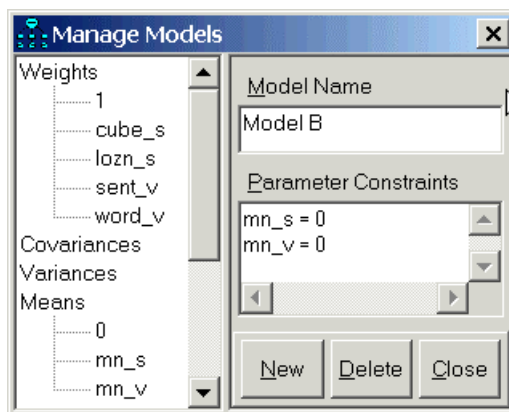 Manage Models
Weights
1
cube_s
lozn_s
sent_v
word_v
Covariances
Variances
Means
0
mn_s
mn_v
Model Name
Model B
Parameter Constraints
mn_s = 0
mn_v = 0
New
Delete
Close